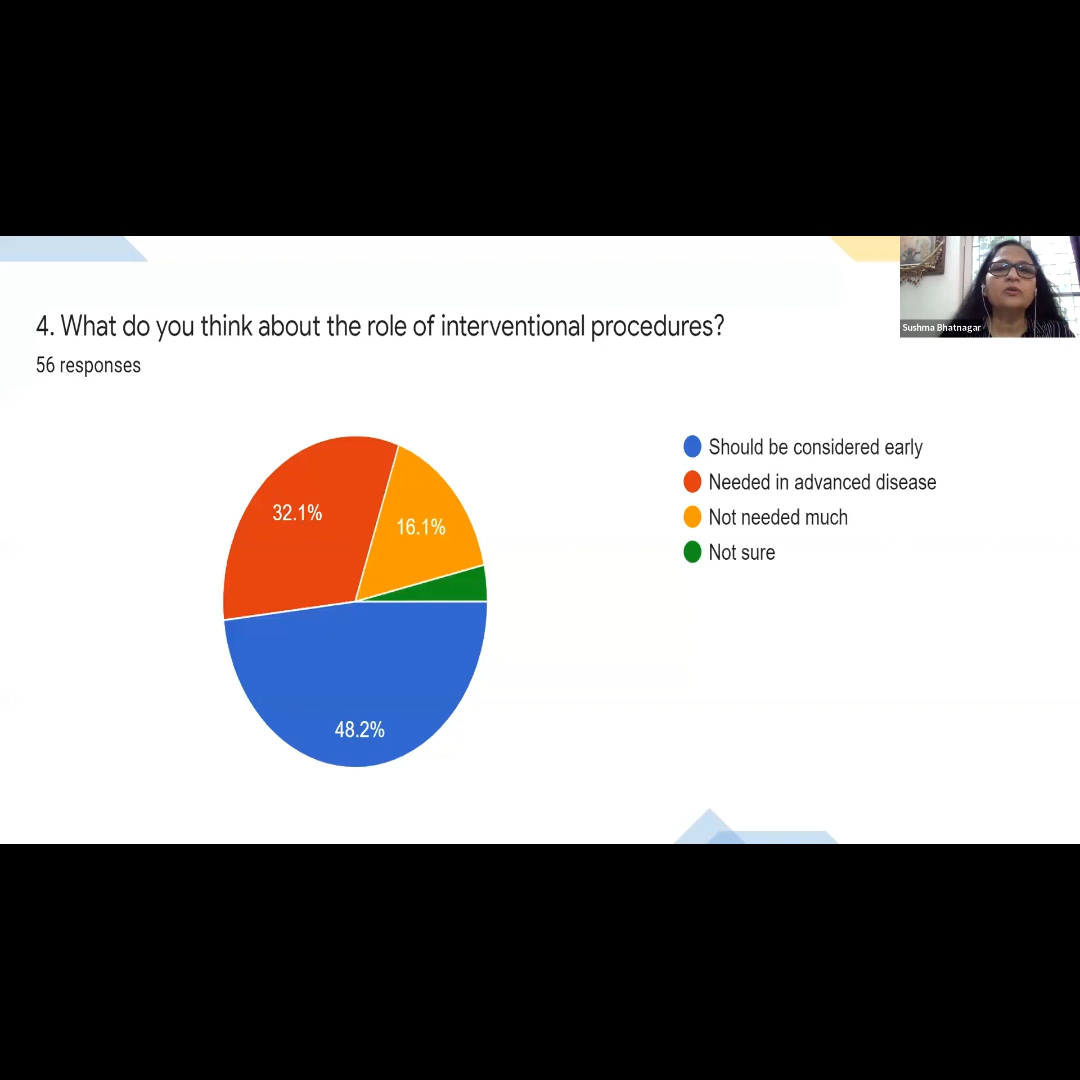 4. What do you think about the role of interventional procedures?
56 responses
Sushma Bhatnagar
32.1%
16.1%
48.2%
Should be considered early
Needed in advanced disease
Not needed much
Not sure